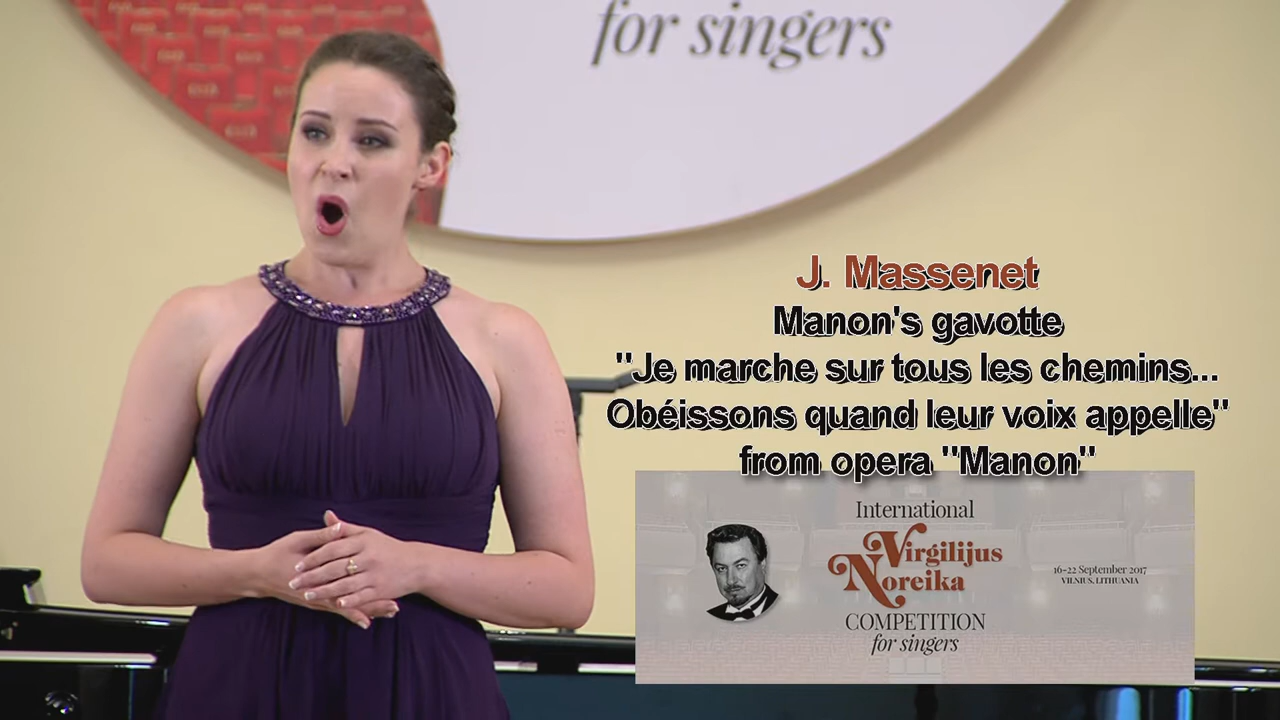 for singers
J. Massenet
Manon's gavotte
"Je marche sur tous les chemins...
Obéissons quand leur voix appelle"
from opera "Manon"
International
Virgilijus
Noreika
COMPETITION
for singers
16-22 September 2017
VILNIUS, LITHUANIA